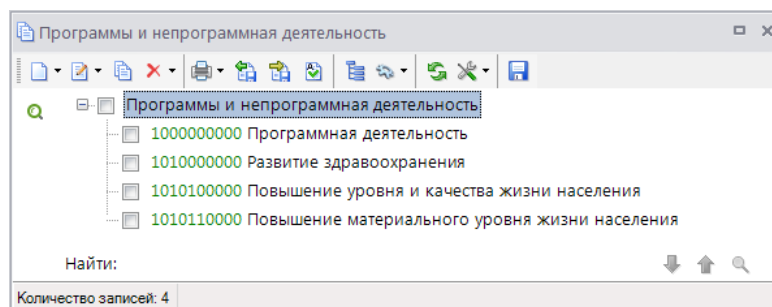 Программы и непрограммная деятельность
Программы и непрограммная деятельность
1000000000 Программная деятельность
1010000000 Развитие здравоохранения
1010100000 Повышение уровня и качества жизни населения
1010110000 Повышение материального уровня жизни населения
Найти:
Количество записей: 4